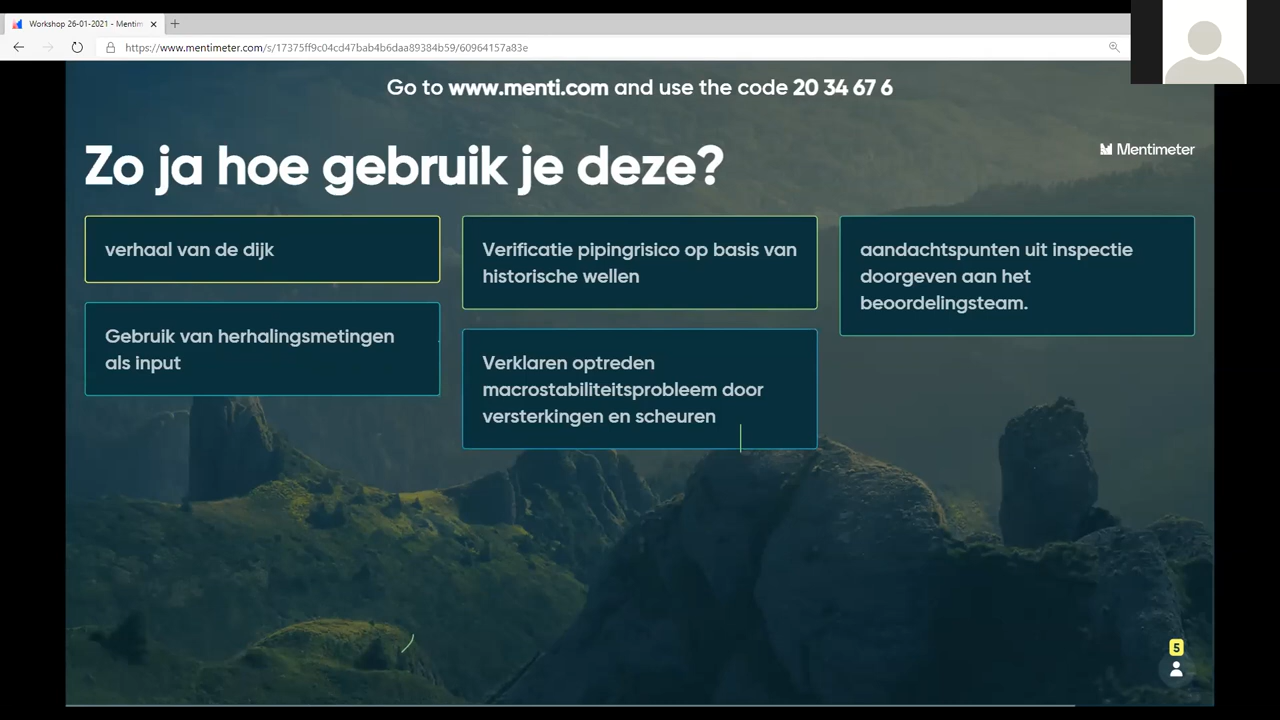 Workshop 26-01-2021 - Mentim
https://www.mentimeter.com/s/17375ff9c04cd47bab4b6daa89384b59/60964157a83e
Go to www.menti.com and use the code 20 34 67 6
Mentimeter
Zo ja hoe gebruik je deze?
verhaal van de dijk
Gebruik van herhalingsmetingen
als input
Verificatie pipingrisico op basis van
historische wellen
Verklaren optreden
macrostabiliteitsprobleem door
versterkingen en scheuren
aandachtspunten uit inspectie
doorgeven aan het
beoordelingsteam.
5